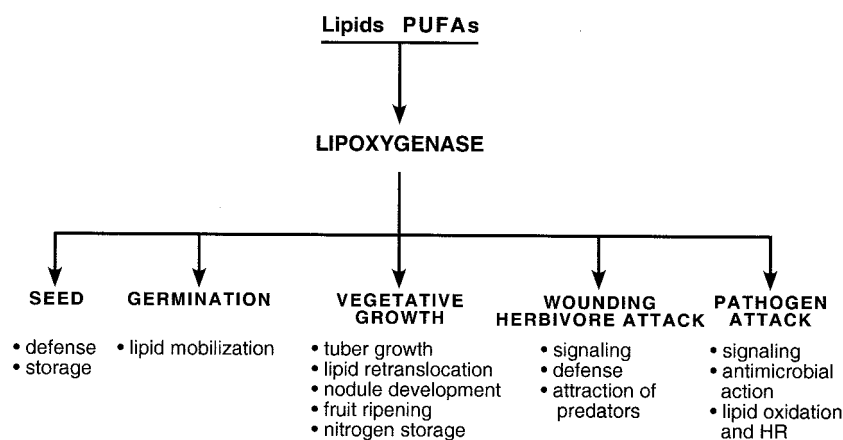 Lipids PUFAs
LIPOXYGENASE
SEED
• defense
• storage
GERMINATION
• lipid mobilization
VEGETATIVE
GROWTH
• tuber growth
• lipid retranslocation
• nodule development
• fruit ripening
• nitrogen storage
WOUNDING
HERBIVORE ATTACK
• signaling
• defense
• attraction of
predators
PATHOGEN
ATTACK
• signaling
• antimicrobial
action
• lipid oxidation
and HR